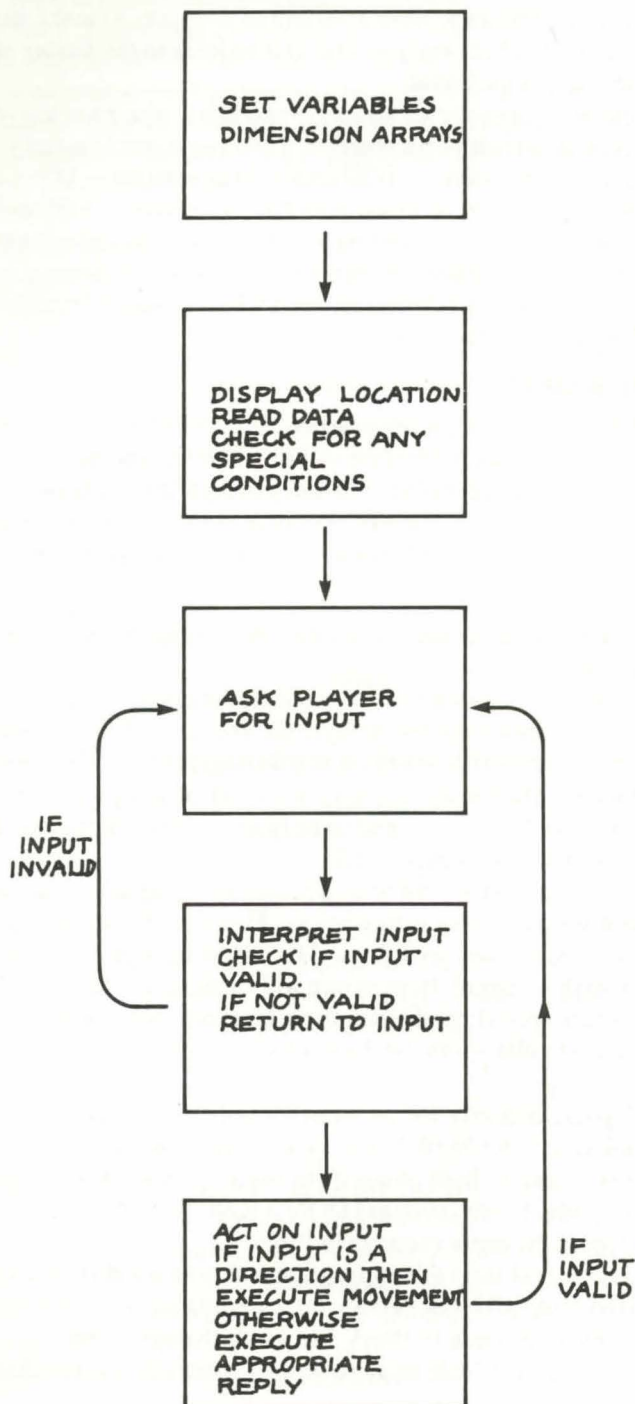 SET VARIABLES
DIMENSION ARRAYS
DISPLAY LOCATION
READ DATA
CHECK FOR ANY
SPECIAL
CONDITIONS
ASK PLAYER
FOR INPUT
IF
INPUT
INVALID
INTERPRET INPUT
CHECK IF INPUT
VALID.
IF NOT VALID
RETURN TO INPUT
ACT ON INPUT
IF INPUT IS A
DIRECTION THEN
EXECUTE MOVEMENT
OTHERWISE
EXECUTE
APPROPRIATE
REPLY
IF
INPUT
VALID